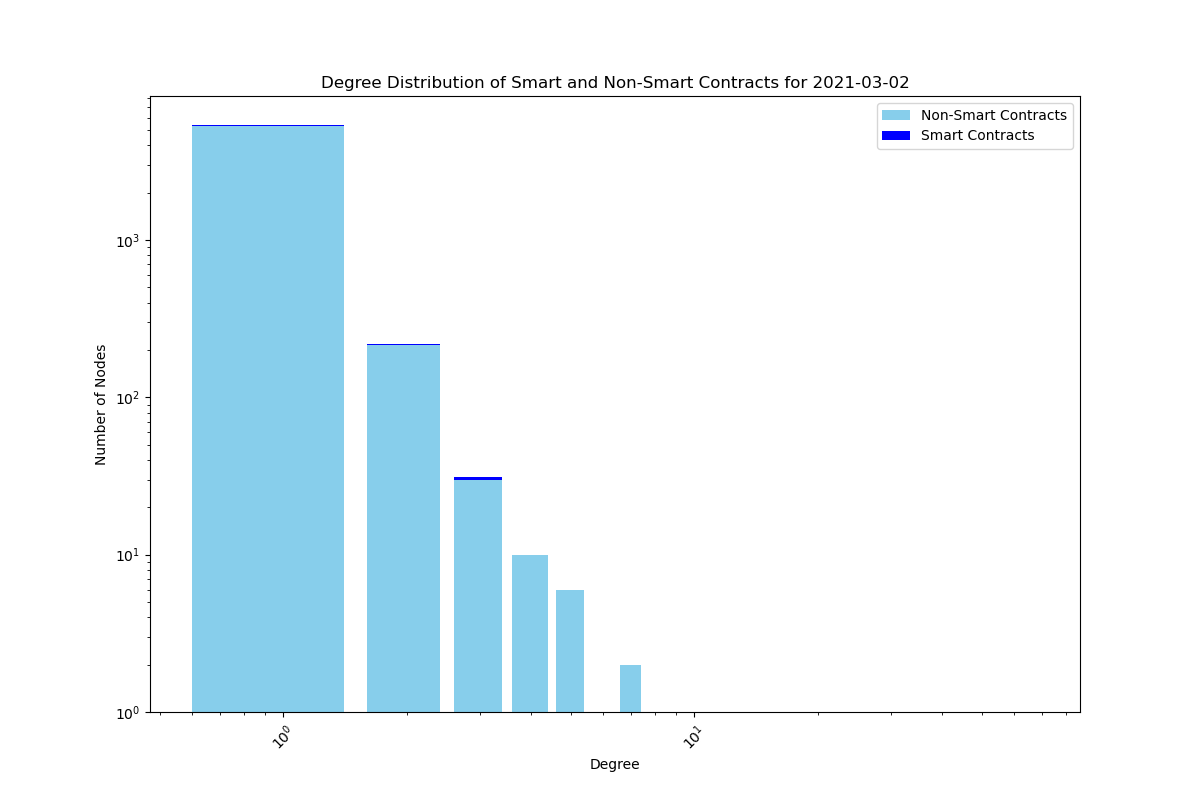 Degree Distribution of Smart and Non-Smart Contracts for 2021-03-02
Non-Smart Contracts
Smart Contracts
Number of Nodes
10³
10²
10¹
10⁰
10⁰
10¹
Degree